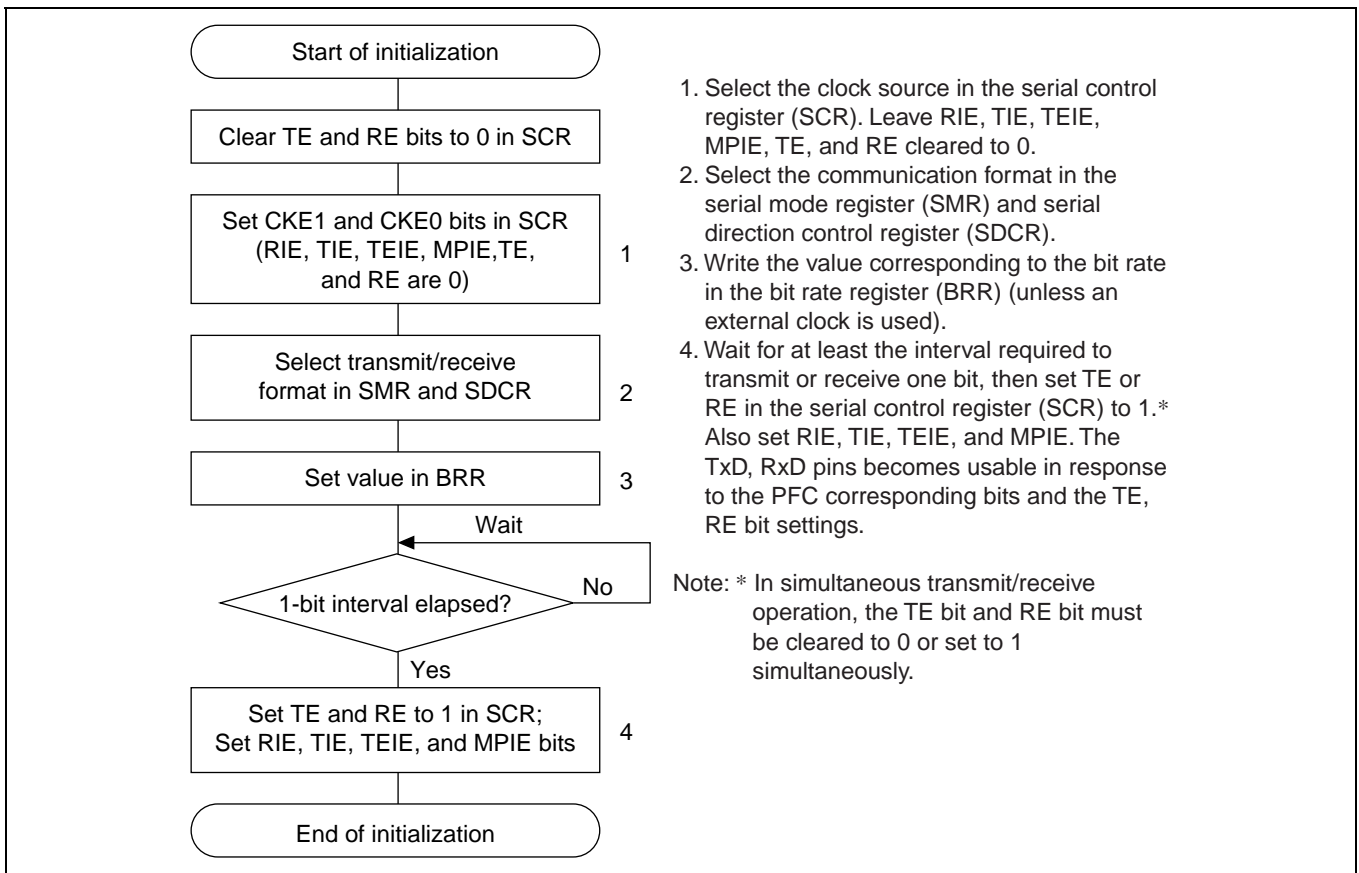 Start of initialization
Clear TE and RE bits to 0 in SCR
Set CKE1 and CKE0 bits in SCR
(RIE, TIE, TEIE, MPIE,TE,
and RE are 0)
1
Select transmit/receive
format in SMR and SDCR
2
Set value in BRR
3
Wait
1-bit interval elapsed?
No
Yes
Set TE and RE to 1 in SCR;
Set RIE, TIE, TEIE, and MPIE bits
4
End of initialization
1. Select the clock source in the serial control
register (SCR). Leave RIE, TIE, TEIE,
MPIE, TE, and RE cleared to 0.
2. Select the communication format in the
serial mode register (SMR) and serial
direction control register (SDCR).
3. Write the value corresponding to the bit rate
in the bit rate register (BRR) (unless an
external clock is used).
4. Wait for at least the interval required to
transmit or receive one bit, then set TE or
RE in the serial control register (SCR) to 1.*
Also set RIE, TIE, TEIE, and MPIE. The
TxD, RxD pins becomes usable in response
to the PFC corresponding bits and the TE,
RE bit settings.
Note: * In simultaneous transmit/receive
operation, the TE bit and RE bit must
be cleared to 0 or set to 1
simultaneously.